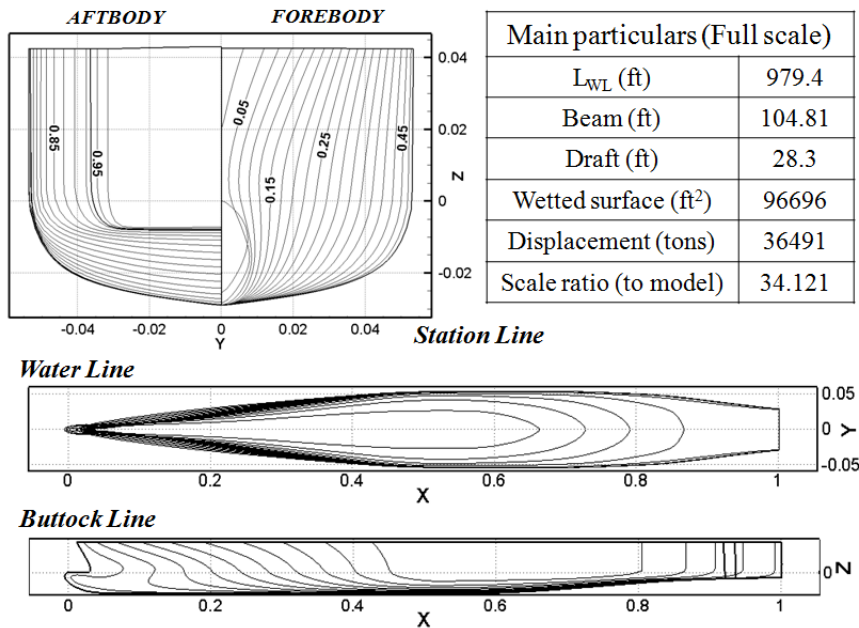 AFTBODY FOREBODY
0.04
0.02
0
-0.02
Z
0.85
0.95
0.05
0.15
0.25
0.45
-0.04 -0.02 0 0.02 0.04
Y
Station Line
Main particulars (Full scale)
L_WL (ft) 979.4
Beam (ft) 104.81
Draft (ft) 28.3
Wetted surface (ft²) 96696
Displacement (tons) 36491
Scale ratio (to model) 34.121
Water Line
0.05
0
-0.05
Y
0 0.2 0.4 0.6 0.8 1
X
Buttock Line
0
Z
0 0.2 0.4 0.6 0.8 1
X